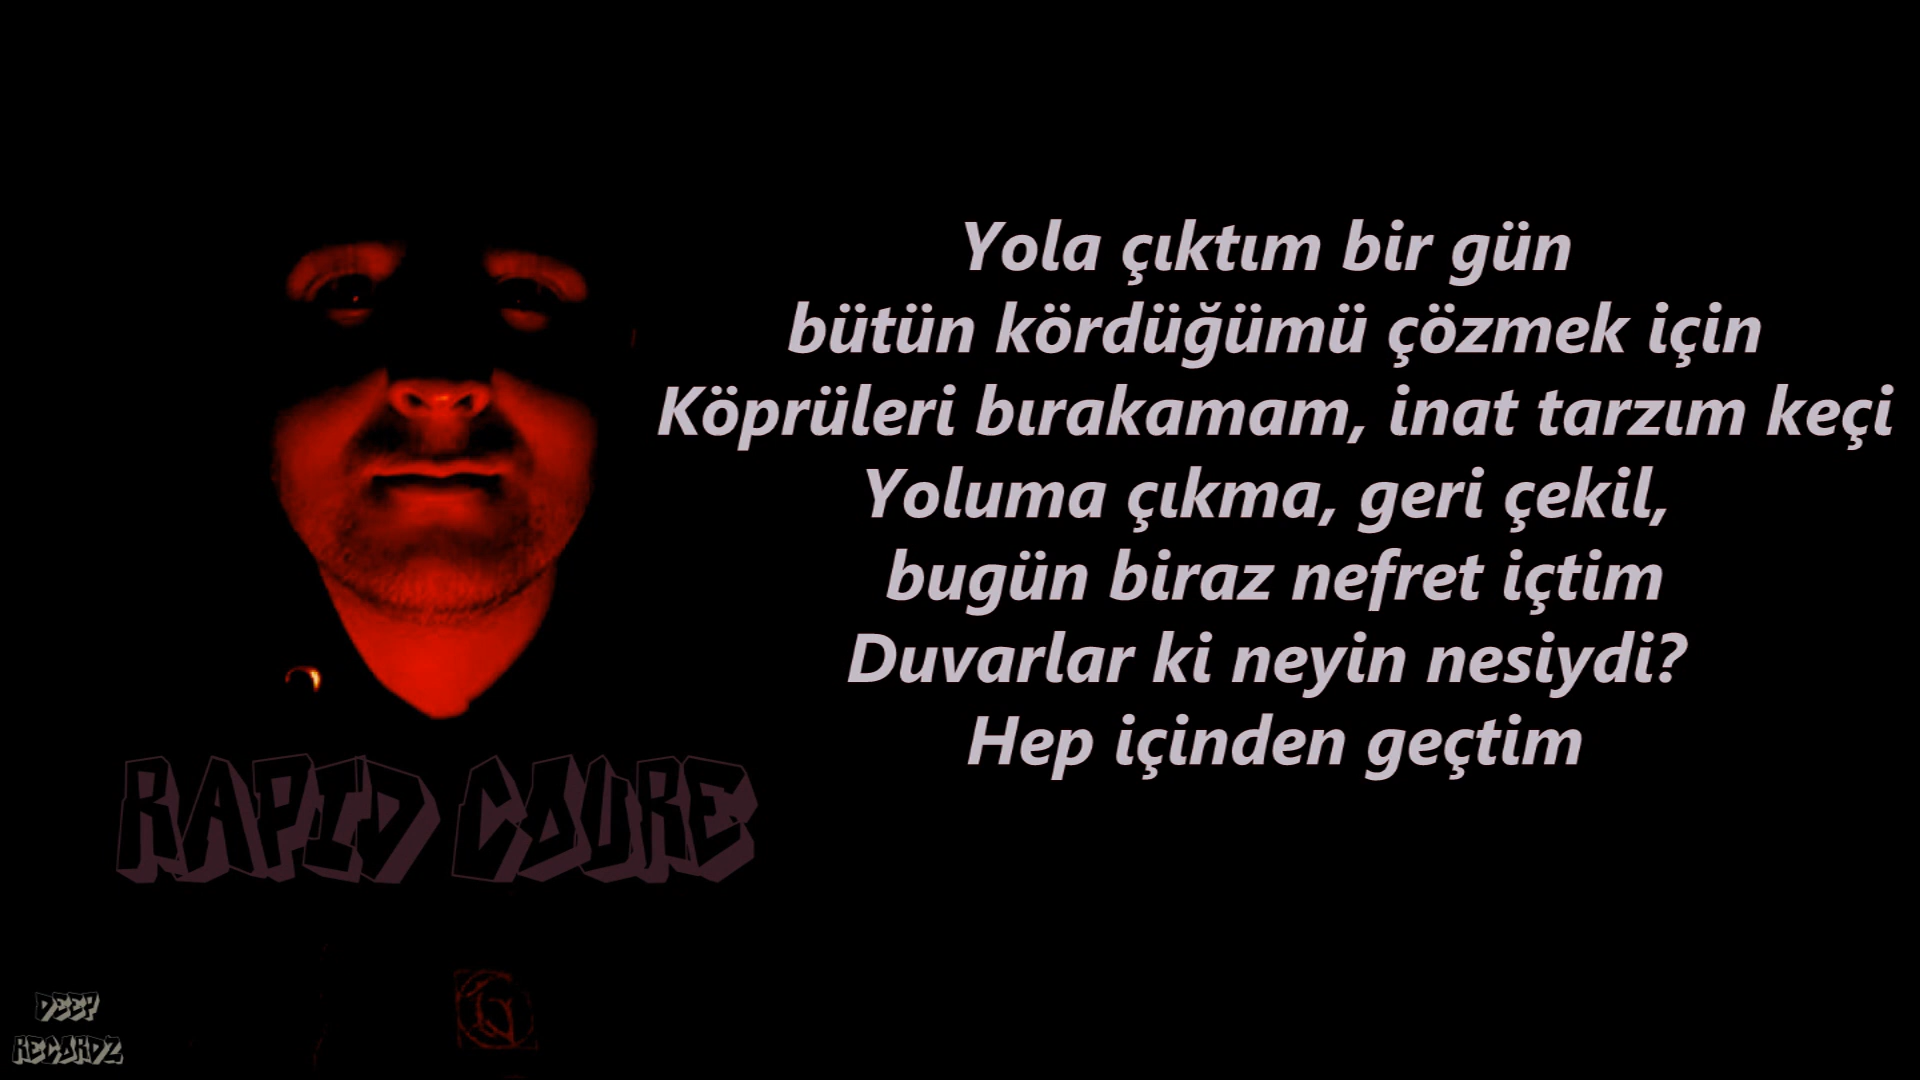 Yola çıktım bir gün
bütün kördüğümü çözmek için
Köprüleri bırakamam, inat tarzım keçi
Yoluma çıkma, geri çekil,
bugün biraz nefret içtim
Duvarlar ki neyin nesiydi?
Hep içinden geçtim
RAPID COURE
DEEP
RECORDZ